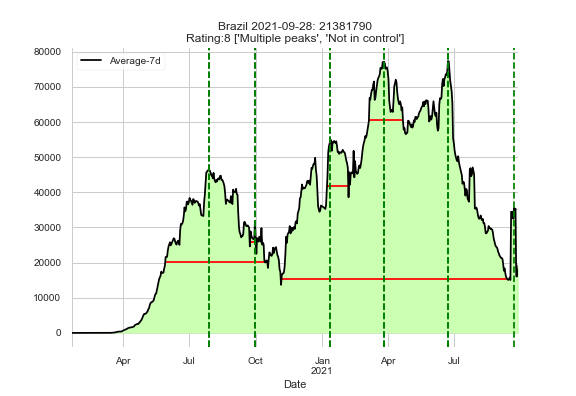 Brazil 2021-09-28: 21381790
Rating:8 ['Multiple peaks', 'Not in control']
Average-7d
80000
70000
60000
50000
40000
30000
20000
10000
0
Apr Jul Oct Jan Apr Jul
2021
Date